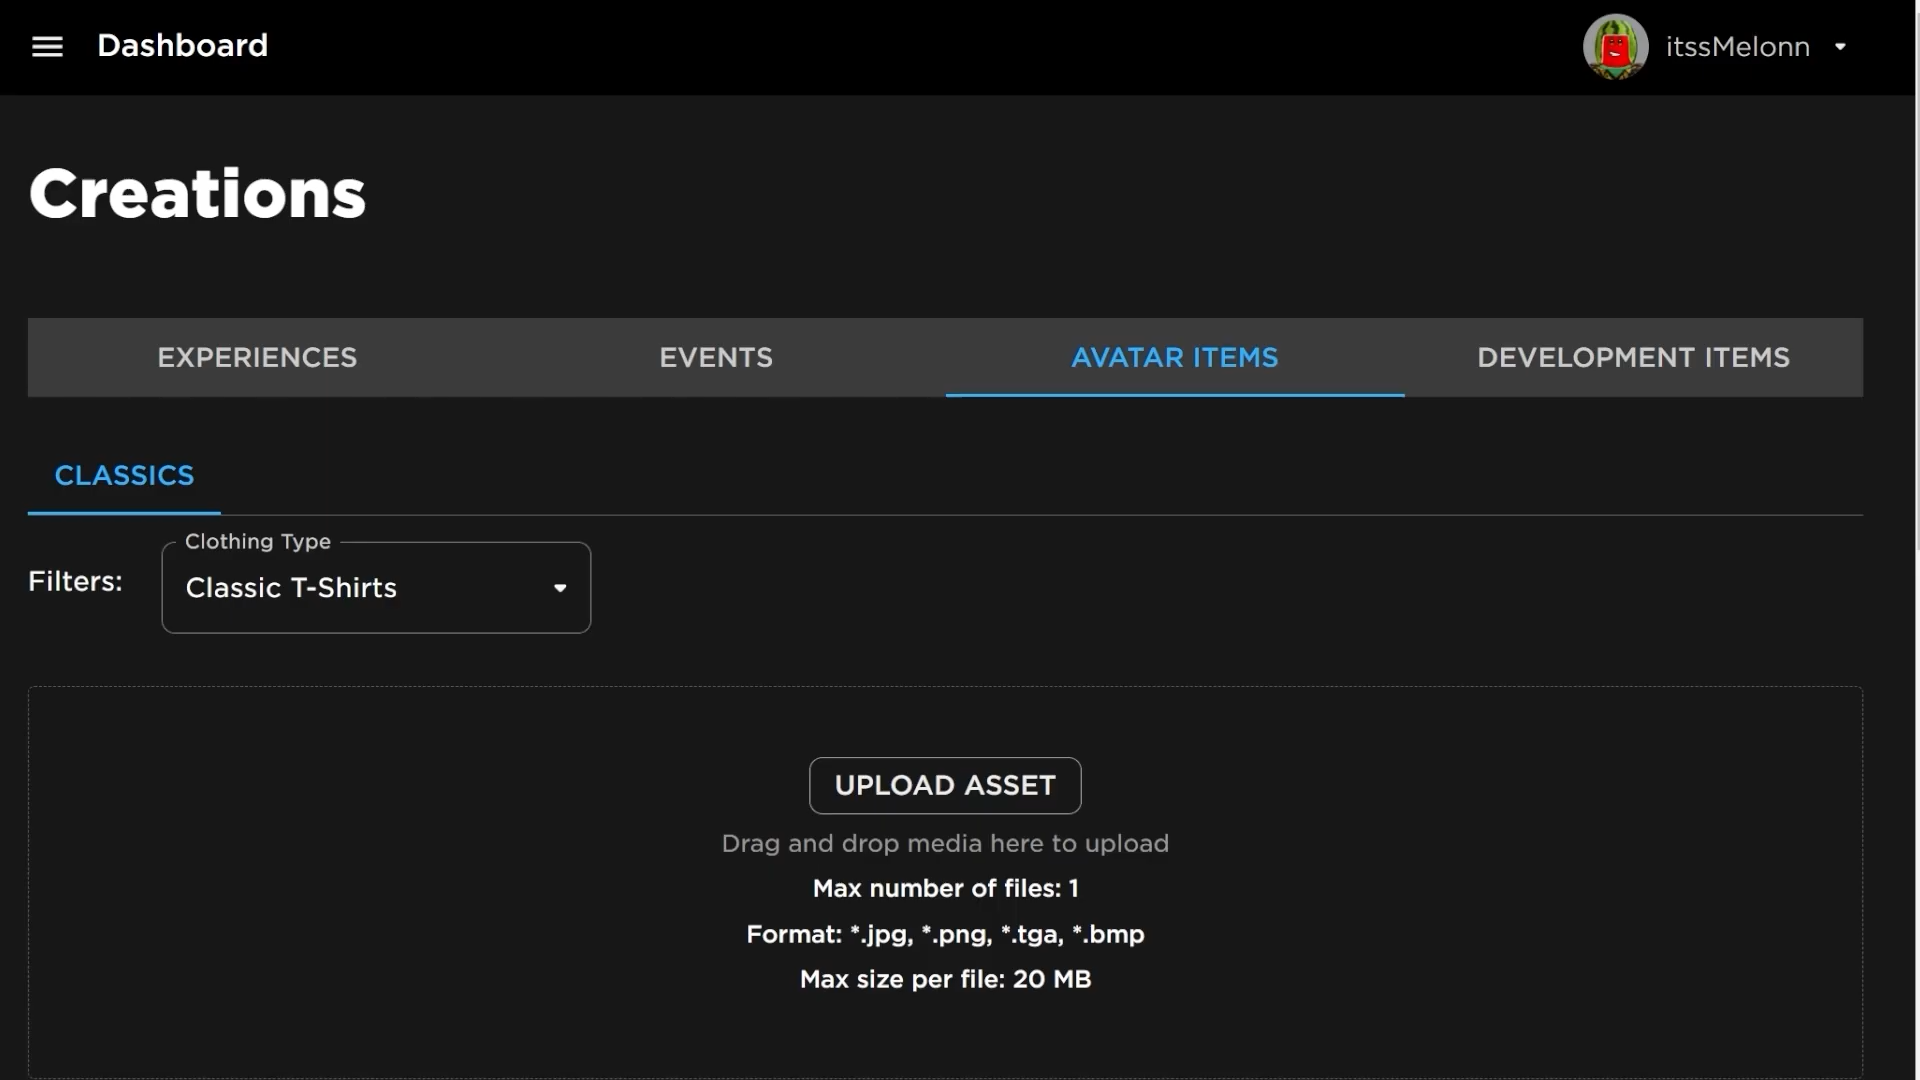 Dashboard
itssMelonn
Creations
EXPERIENCES
EVENTS
AVATAR ITEMS
DEVELOPMENT ITEMS
CLASSICS
Clothing Type
Filters:
Classic T-Shirts
UPLOAD ASSET
Drag and drop media here to upload
Max number of files: 1
Format: *.jpg, *.png, *.tga, *.bmp
Max size per file: 20 MB